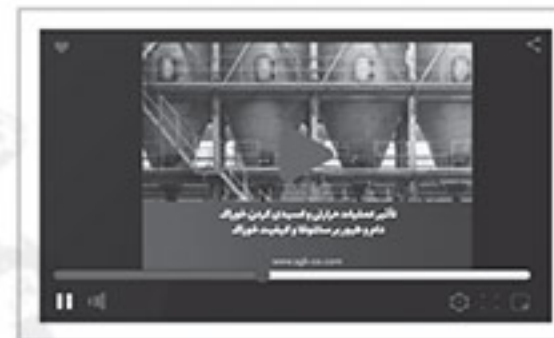 تأثیر عملیات حرارتی و اسیدی کردن خوراک
دام و طیور بر سالمونلا و کیفیت خوراک